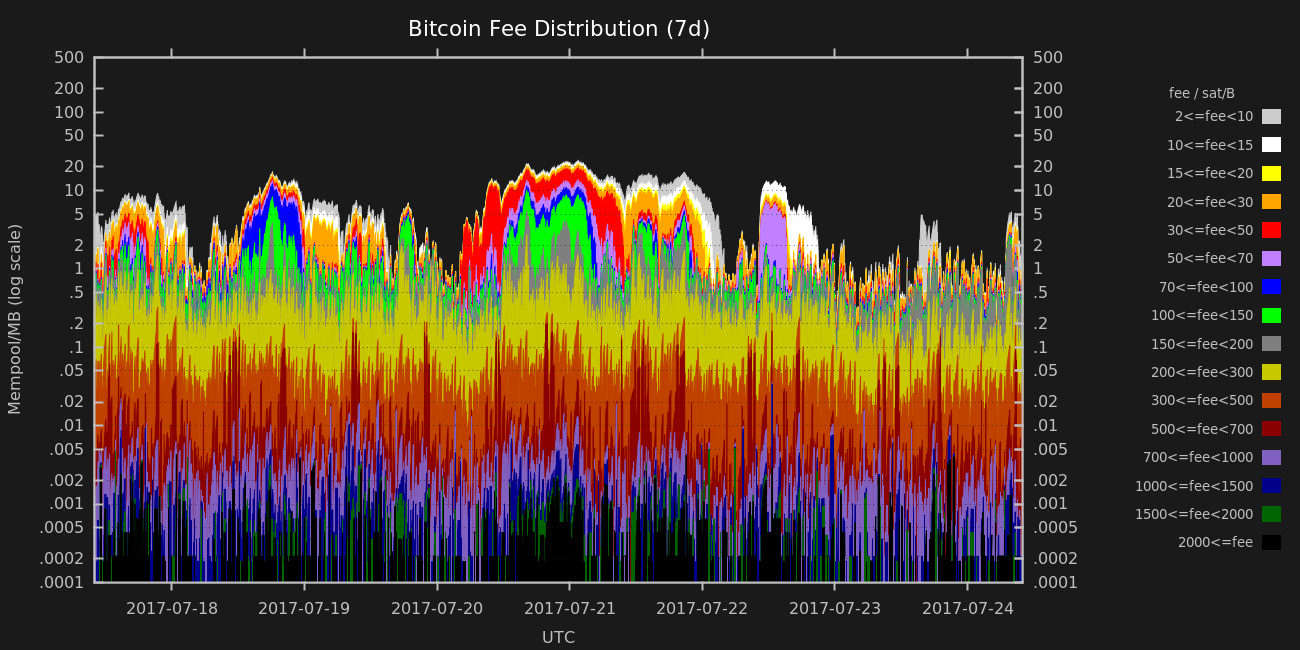 Bitcoin Fee Distribution (7d)
500
200
100
50
20
10
5
2
1
.5
.2
.1
.05
.02
.01
.005
.002
.001
.0005
.0002
.0001
Mempool/MB (log scale)
500
200
100
50
20
10
5
2
1
.5
.2
.1
.05
.02
.01
.005
.002
.001
.0005
.0002
.0001
fee / sat/B
2<=fee<10
10<=fee<15
15<=fee<20
20<=fee<30
30<=fee<50
50<=fee<70
70<=fee<100
100<=fee<150
150<=fee<200
200<=fee<300
300<=fee<500
500<=fee<700
700<=fee<1000
1000<=fee<1500
1500<=fee<2000
2000<=fee
2017-07-18 2017-07-19 2017-07-20 2017-07-21 2017-07-22 2017-07-23 2017-07-24
UTC